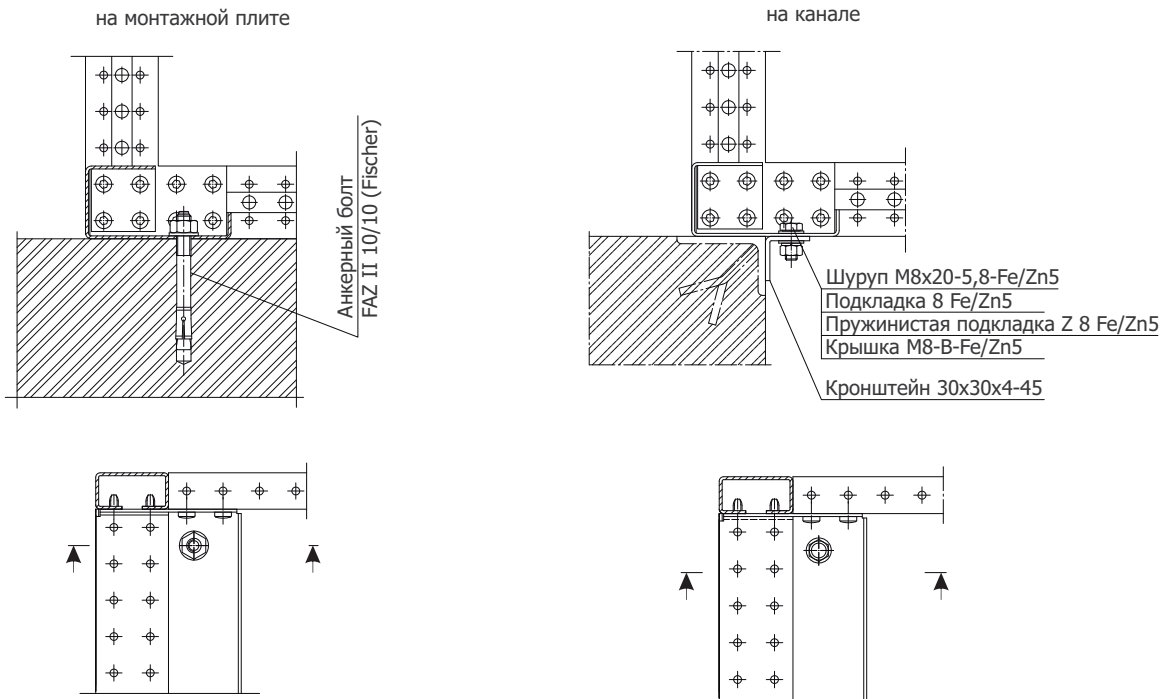 на монтажной плите
на канале
Анкерный болт
FAZ II 10/10 (Fischer)
Шуруп M8x20-5,8-Fe/Zn5
Подкладка 8 Fe/Zn5
Пружинистая подкладка Z 8 Fe/Zn5
Крышка M8-B-Fe/Zn5
Кронштейн 30x30x4-45